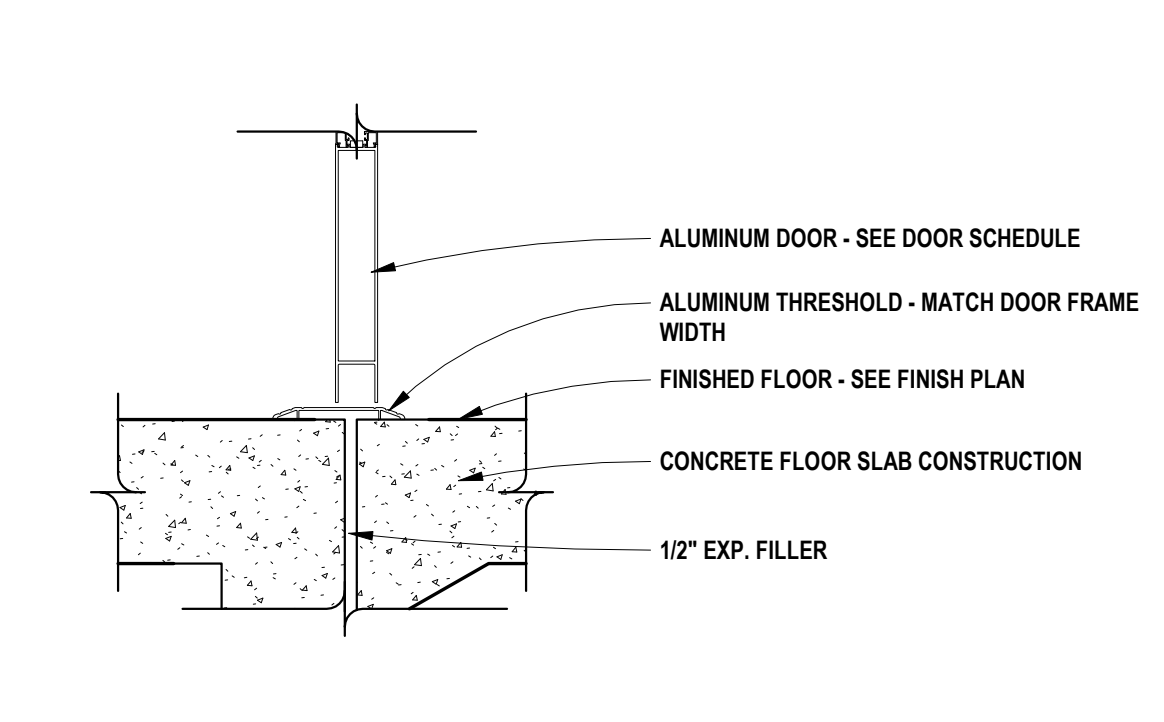 ALUMINUM DOOR - SEE DOOR SCHEDULE
ALUMINUM THRESHOLD - MATCH DOOR FRAME
WIDTH
FINISHED FLOOR - SEE FINISH PLAN
CONCRETE FLOOR SLAB CONSTRUCTION
1/2" EXP. FILLER